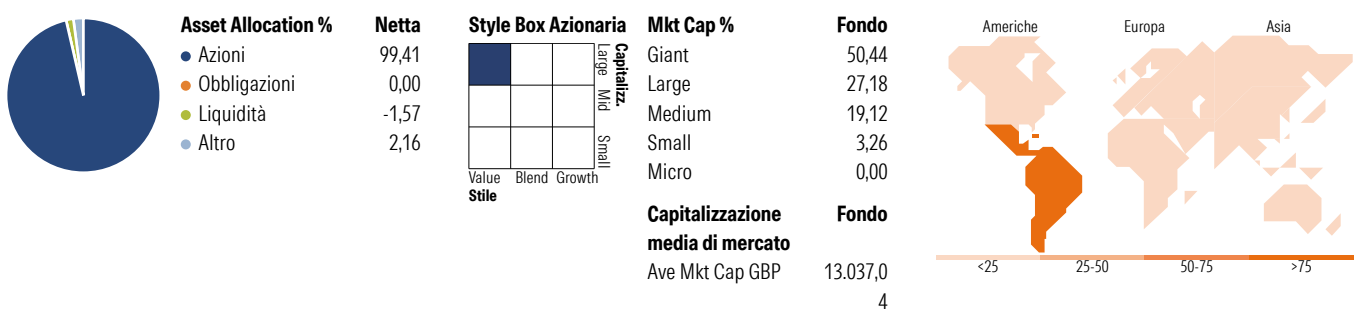 Asset Allocation % Netta
Azioni 99,41
Obbligazioni 0,00
Liquidità -1,57
Altro 2,16
Style Box Azionaria
Capitalizz.
Large Mid Small
Value Blend Growth
Stile
Mkt Cap % Fondo
Giant 50,44
Large 27,18
Medium 19,12
Small 3,26
Micro 0,00
Capitalizzazione Fondo
media di mercato
Ave Mkt Cap GBP 13.037,0
4
Americhe Europa Asia
<25 25-50 50-75 >75